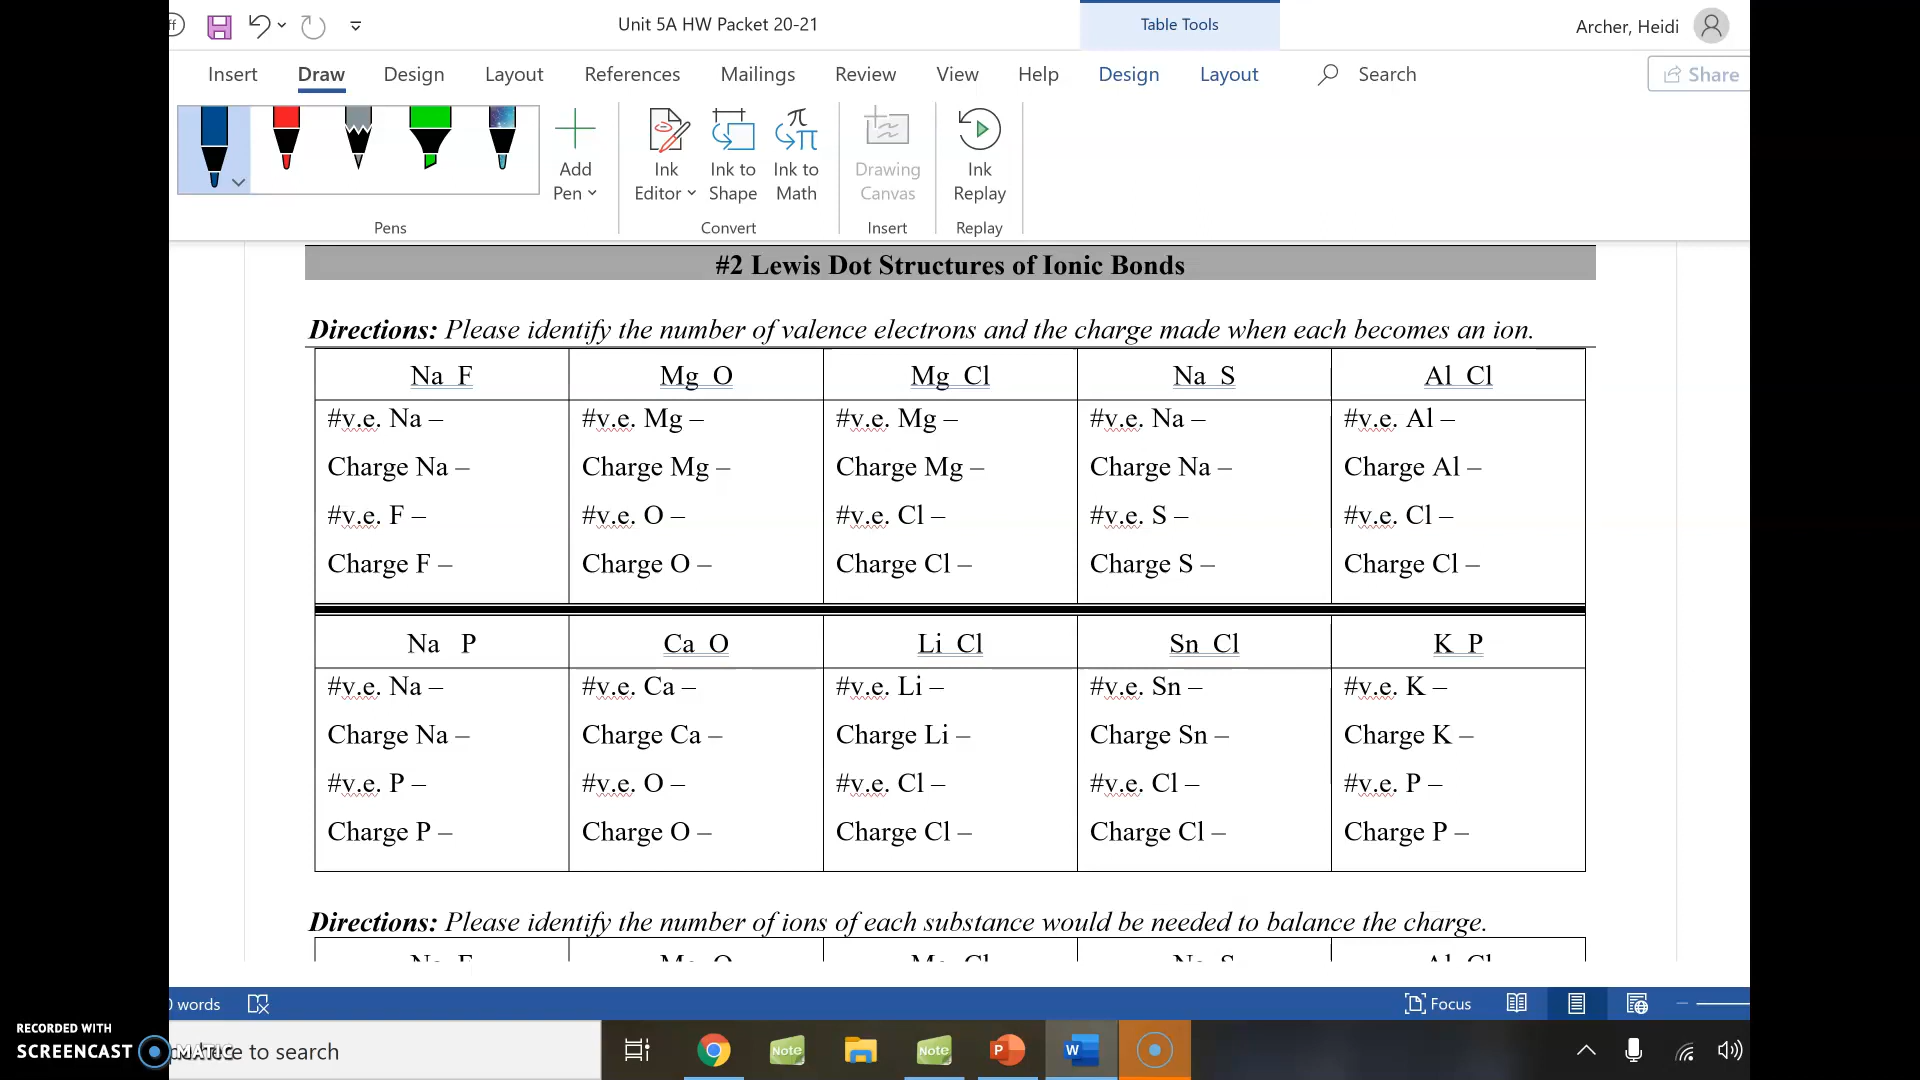 Unit 5A HW Packet 20-21
Table Tools
Archer, Heidi
Insert Draw Design Layout References Mailings Review View Help Design Layout Search Share
Add Pen
Ink Editor
Ink to Shape
Ink to Math
Drawing Canvas
Ink Replay
Pens Convert Insert Replay
#2 Lewis Dot Structures of Ionic Bonds
Directions: Please identify the number of valence electrons and the charge made when each becomes an ion.
Na F Mg O Mg Cl Na S Al Cl
#v.e. Na – #v.e. Mg – #v.e. Mg – #v.e. Na – #v.e. Al –
Charge Na – Charge Mg – Charge Mg – Charge Na – Charge Al –
#v.e. F – #v.e. O – #v.e. Cl – #v.e. S – #v.e. Cl –
Charge F – Charge O – Charge Cl – Charge S – Charge Cl –
Na P Ca O Li Cl Sn Cl K P
#v.e. Na – #v.e. Ca – #v.e. Li – #v.e. Sn – #v.e. K –
Charge Na – Charge Ca – Charge Li – Charge Sn – Charge K –
#v.e. P – #v.e. O – #v.e. Cl – #v.e. Cl – #v.e. P –
Charge P – Charge O – Charge Cl – Charge Cl – Charge P –
Directions: Please identify the number of ions of each substance would be needed to balance the charge.
words Focus
RECORDED WITH
SCREENCAST MATIC
to search
Note Note P W